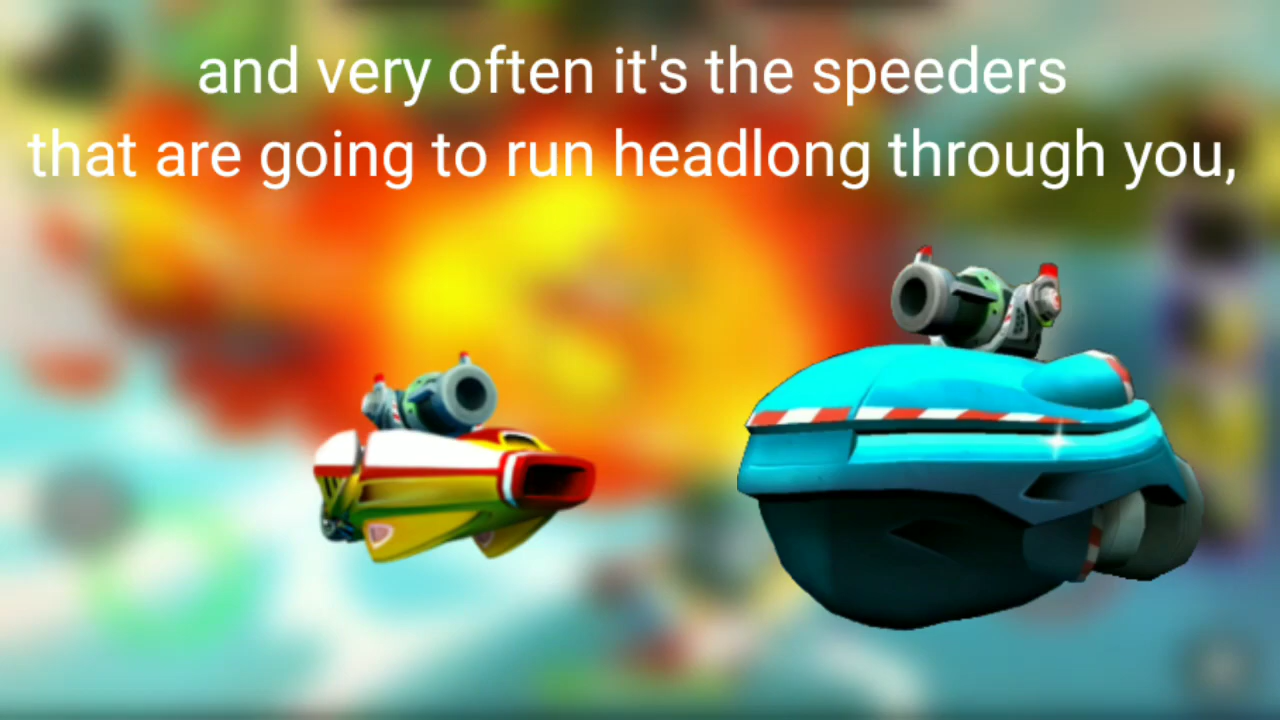 and very often it's the speeders
that are going to run headlong through you,